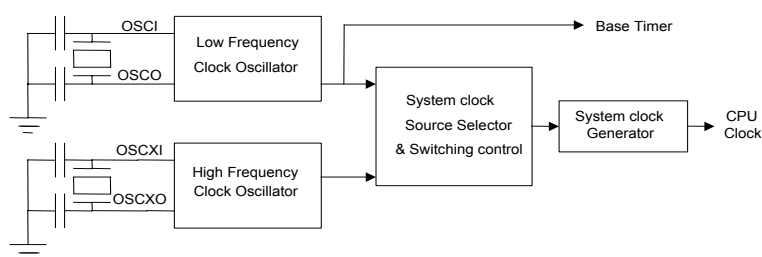 OSCI
OSCO
Low Frequency
Clock Oscillator
Base Timer
System clock
Source Selector
& Switching control
System clock
Generator
CPU
Clock
OSCXI
OSCXO
High Frequency
Clock Oscillator